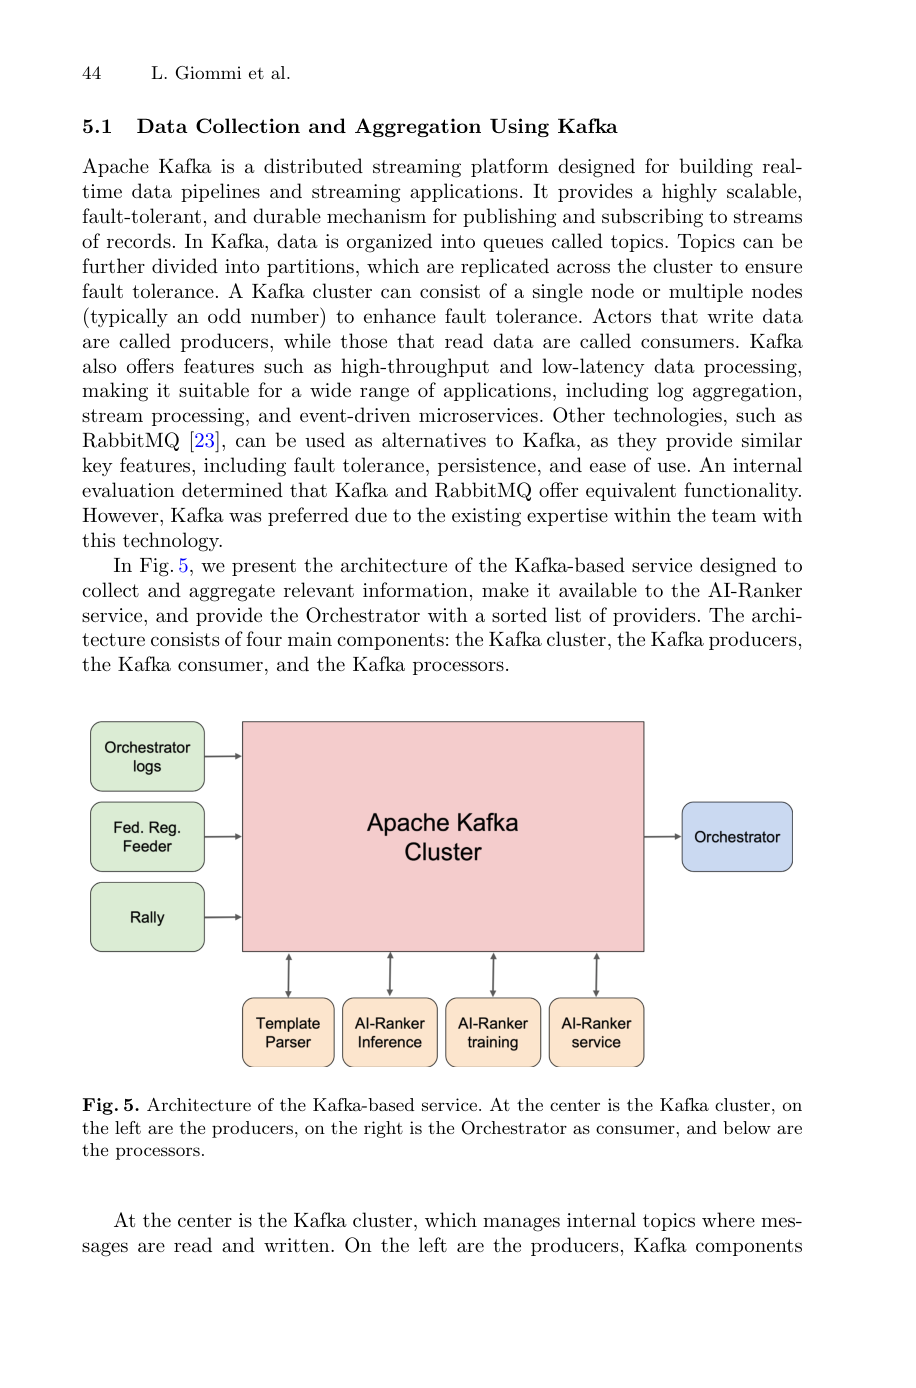 44 L. Giommi et al.
5.1 Data Collection and Aggregation Using Kafka
Apache Kafka is a distributed streaming platform designed for building real-
time data pipelines and streaming applications. It provides a highly scalable,
fault-tolerant, and durable mechanism for publishing and subscribing to streams
of records. In Kafka, data is organized into queues called topics. Topics can be
further divided into partitions, which are replicated across the cluster to ensure
fault tolerance. A Kafka cluster can consist of a single node or multiple nodes
(typically an odd number) to enhance fault tolerance. Actors that write data
are called producers, while those that read data are called consumers. Kafka
also offers features such as high-throughput and low-latency data processing,
making it suitable for a wide range of applications, including log aggregation,
stream processing, and event-driven microservices. Other technologies, such as
RabbitMQ [23], can be used as alternatives to Kafka, as they provide similar
key features, including fault tolerance, persistence, and ease of use. An internal
evaluation determined that Kafka and RabbitMQ offer equivalent functionality.
However, Kafka was preferred due to the existing expertise within the team with
this technology.
In Fig. 5, we present the architecture of the Kafka-based service designed to
collect and aggregate relevant information, make it available to the AI-Ranker
service, and provide the Orchestrator with a sorted list of providers. The archi-
tecture consists of four main components: the Kafka cluster, the Kafka producers,
the Kafka consumer, and the Kafka processors.
Orchestrator
logs
Fed. Reg.
Feeder
Rally
Apache Kafka
Cluster
Orchestrator
Template
Parser
AI-Ranker
Inference
AI-Ranker
training
AI-Ranker
service
Fig. 5. Architecture of the Kafka-based service. At the center is the Kafka cluster, on
the left are the producers, on the right is the Orchestrator as consumer, and below are
the processors.
At the center is the Kafka cluster, which manages internal topics where mes-
sages are read and written. On the left are the producers, Kafka components